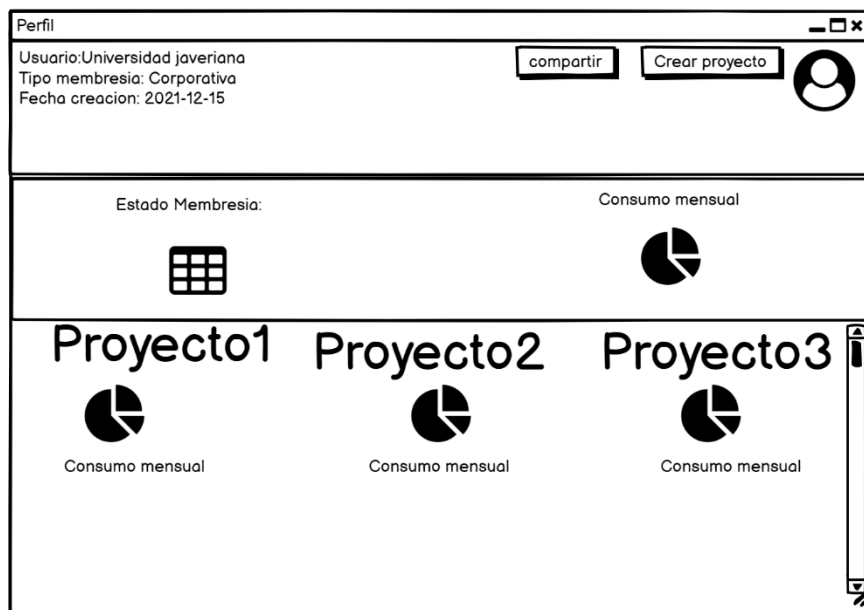 Perfil
Usuario:Universidad javeriana
Tipo membresia: Corporativa
Fecha creacion: 2021-12-15
compartir
Crear proyecto
Estado Membresia:
Consumo mensual
Proyecto1
Proyecto2
Proyecto3
Consumo mensual
Consumo mensual
Consumo mensual